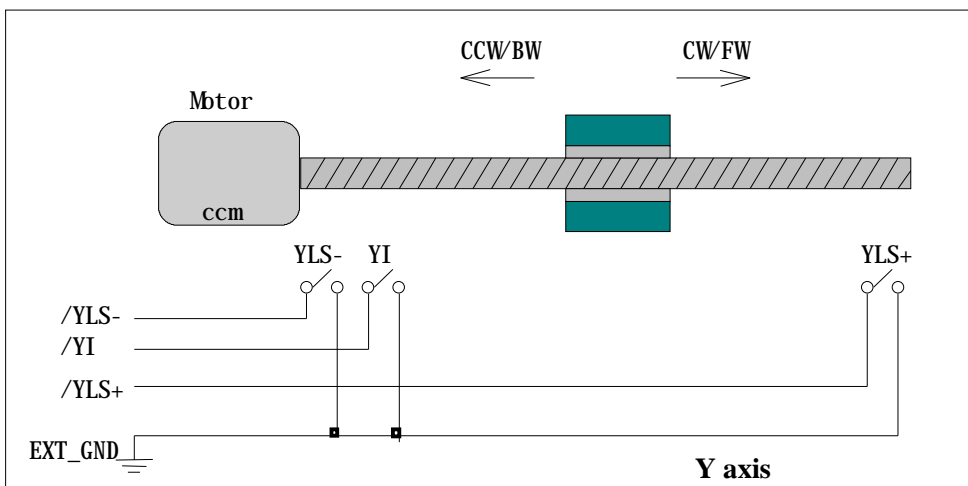 CCW/BW
CW/FW
Motor
ccm
YLS-
YI
YLS+
/YLS-
/YI
/YLS+
EXT_GND
Y axis